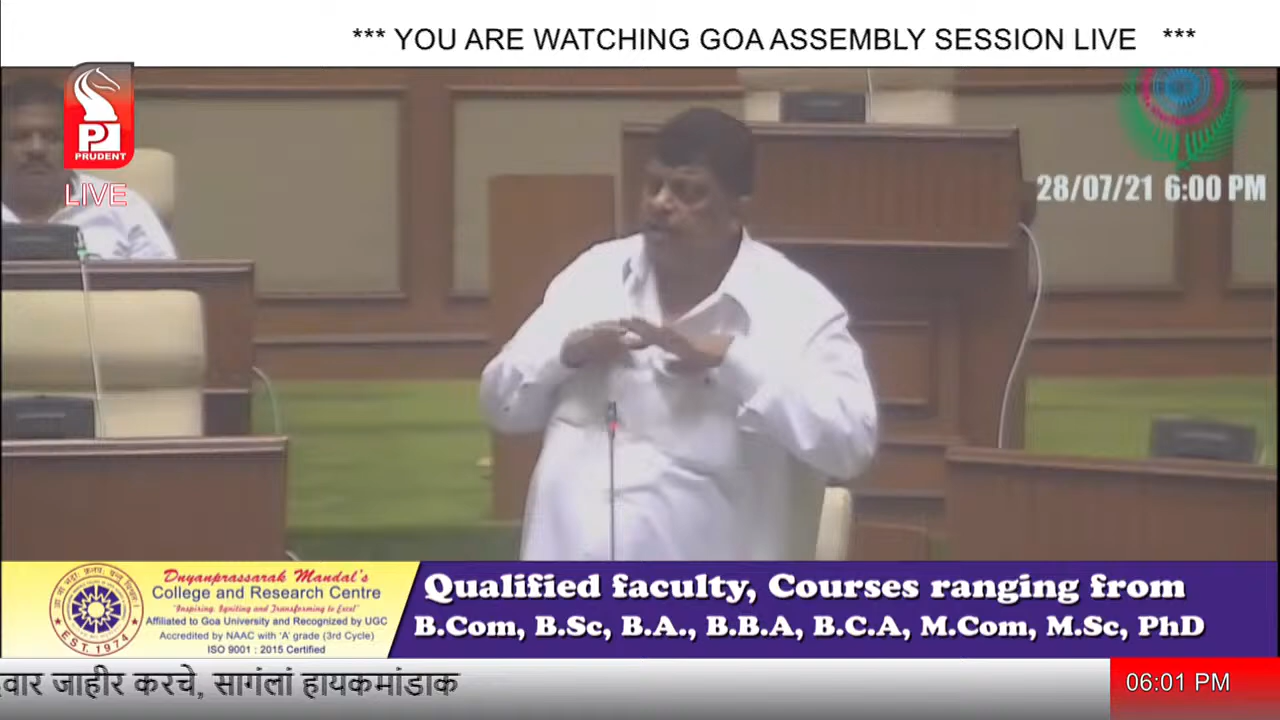 *** YOU ARE WATCHING GOA ASSEMBLY SESSION LIVE ***
PRUDENT
LIVE
28/07/21 6:00 PM
EST. 1974
Dnyanprassarak Mandal's
College and Research Centre
"Inspiring, Igniting and Transforming to Excel"
Affiliated to Goa University and Recognized by UGC
Accredited by NAAC with 'A' grade (3rd Cycle)
ISO 9001 : 2015 Certified
Qualified faculty, Courses ranging from
B.Com, B.Sc, B.A., B.B.A, B.C.A, M.Com, M.Sc, PhD
जाहीर करचे, सागंलां हायकमांडाक
06:01 PM